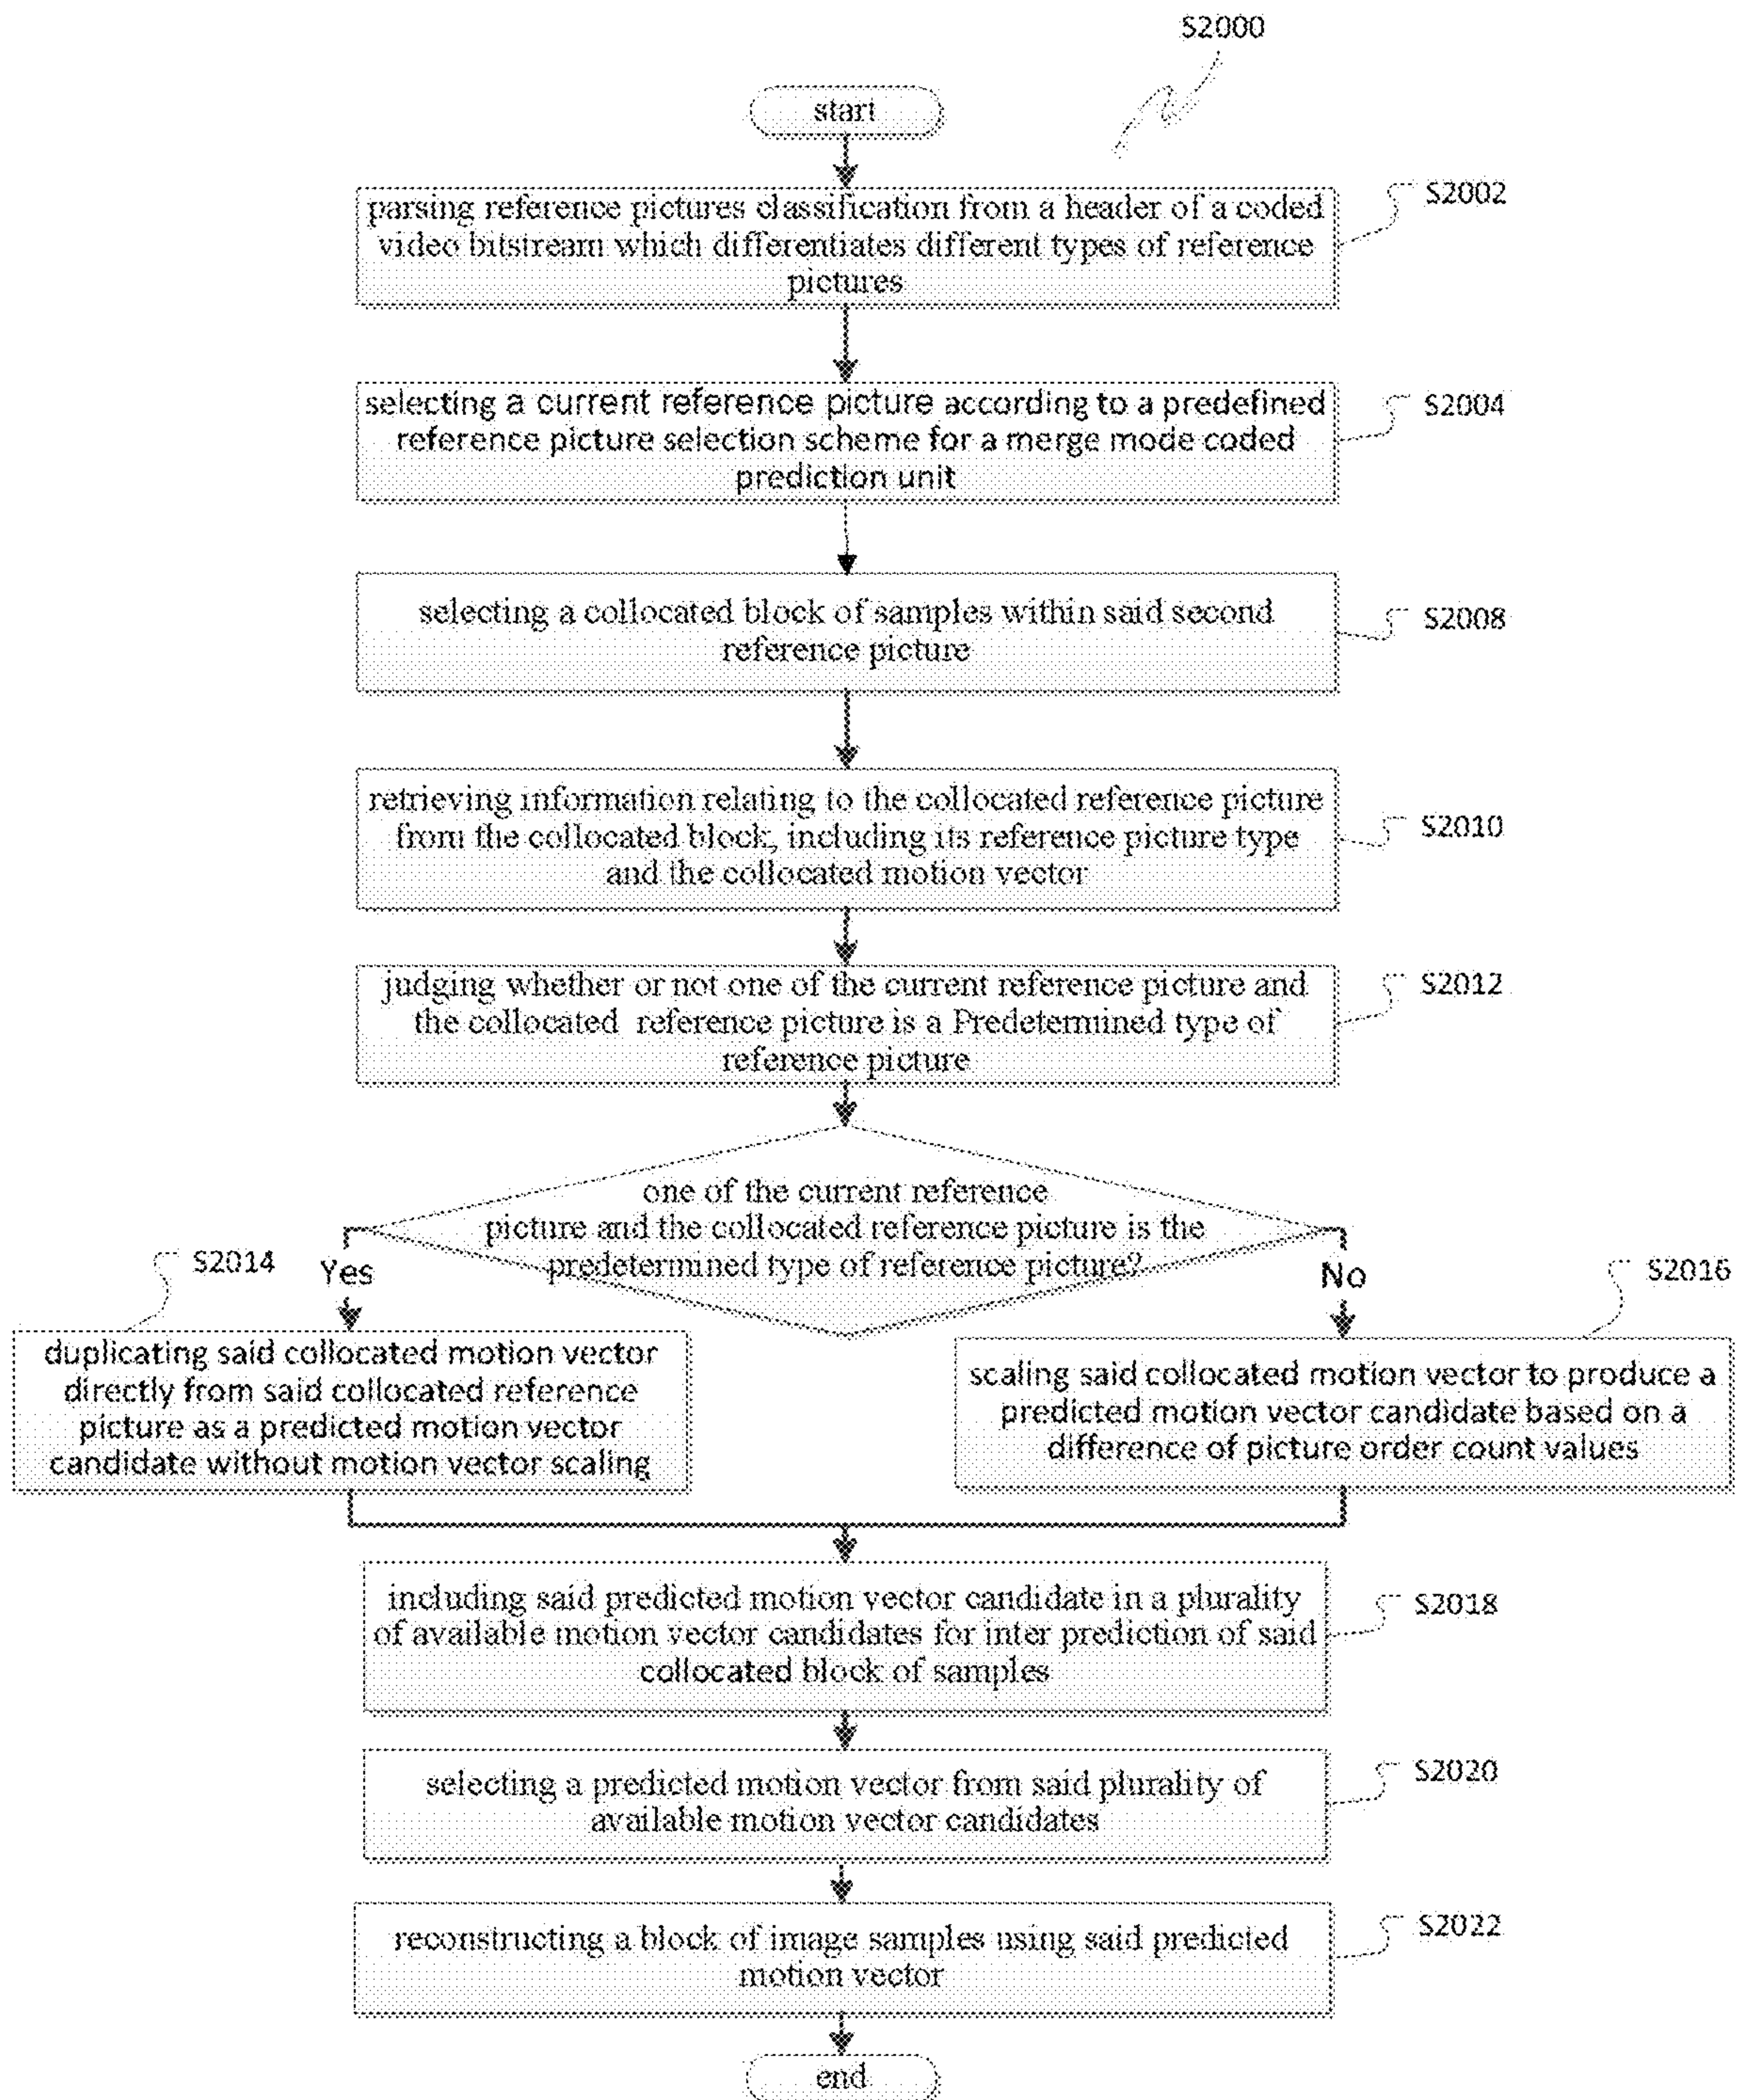 S2000
start
parsing reference pictures classification from a header of a coded
video bitstream which differentiates different types of reference
pictures
S2002
selecting a current reference picture according to a predefined
reference picture selection scheme for a merge mode coded
prediction unit
S2004
selecting a collocated block of samples within said second
reference picture
S2008
retrieving information relating to the collocated reference picture
from the collocated block, including its reference picture type
and the collocated motion vector
S2010
judging whether or not one of the current reference picture and
the collocated reference picture is a Predetermined type of
reference picture
S2012
one of the current reference
picture and the collocated reference picture is the
predetermined type of reference picture?
S2014
Yes
No
S2016
duplicating said collocated motion vector
directly from said collocated reference
picture as a predicted motion vector
candidate without motion vector scaling
scaling said collocated motion vector to produce a
predicted motion vector candidate based on a
difference of picture order count values
including said predicted motion vector candidate in a plurality
of available motion vector candidates for inter prediction of said
collocated block of samples
S2018
selecting a predicted motion vector from said plurality of
available motion vector candidates
S2020
reconstructing a block of image samples using said predicted
motion vector
S2022
end